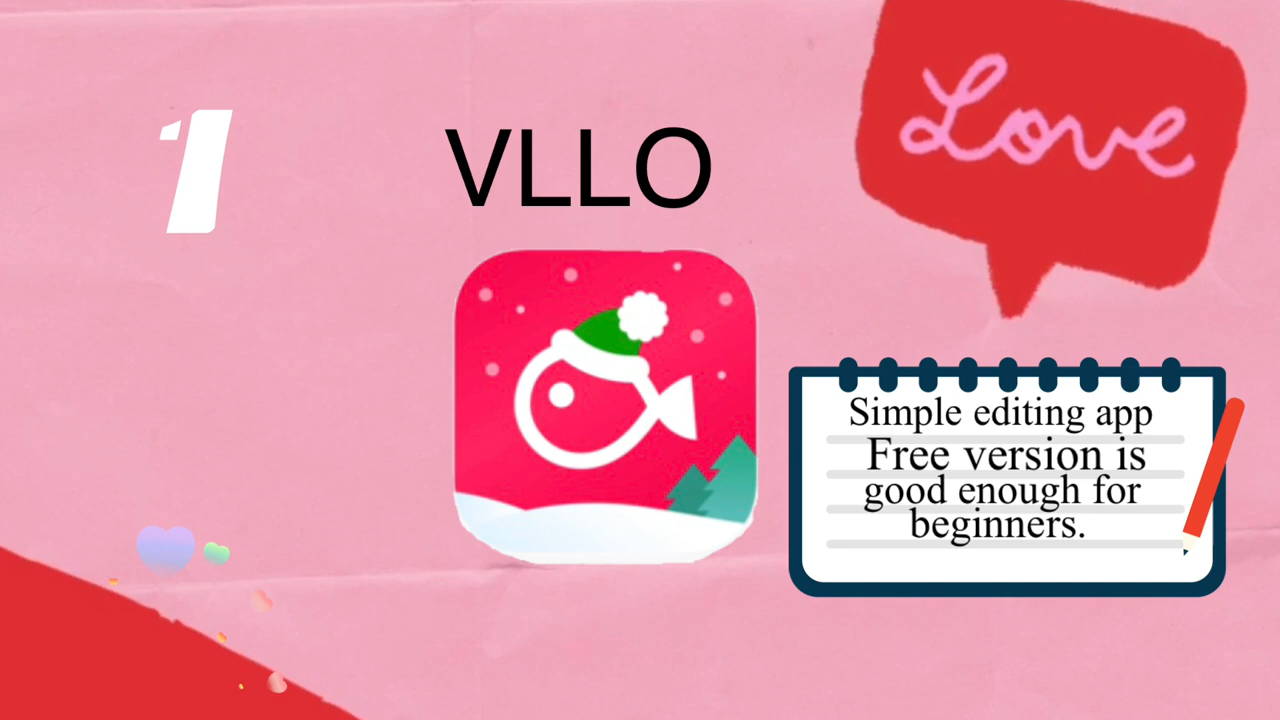 1
VLLO
Love
Simple editing app
Free version is
good enough for
beginners.